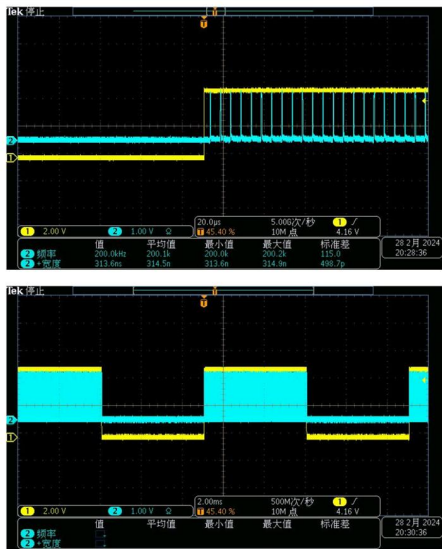 Tek 停止
T
2
1
1 2.00 V 2 1.00 V Ω
20.0μs
T 45.40 %
5.00G次/秒
10M 点
1 ∫
4.16 V
值 平均值 最小值 最大值 标准差
2 频率 200.0kHz 200.1k 200.0k 200.2k 115.0
2 +宽度 313.6ns 314.5n 313.6n 314.9n 498.7p
28 2月 2024
20:28:36
Tek 停止
T
2
1
1 2.00 V 2 1.00 V Ω
2.00ms
T 45.40 %
500M次/秒
10M 点
1 ∫
4.16 V
值 平均值 最小值 最大值 标准差
2 频率
2 +宽度
28 2月 2024
20:30:36